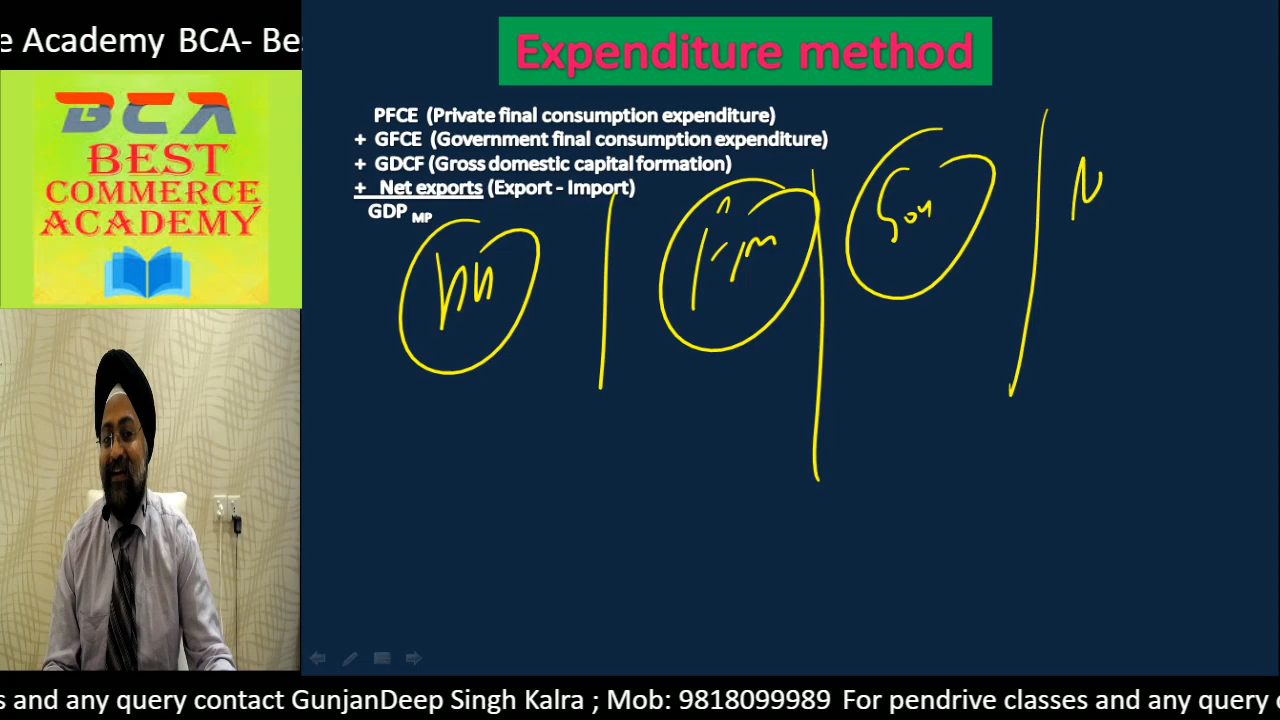 e Academy BCA- Bes
Expenditure method
BCA
BEST
COMMERCE
ACADEMY
PFCE (Private final consumption expenditure)
+ GFCE (Government final consumption expenditure)
+ GDCF (Gross domestic capital formation)
+ Net exports (Export - Import)
GDP MP
s and any query contact GunjanDeep Singh Kalra ; Mob: 9818099989 For pendrive classes and any query c